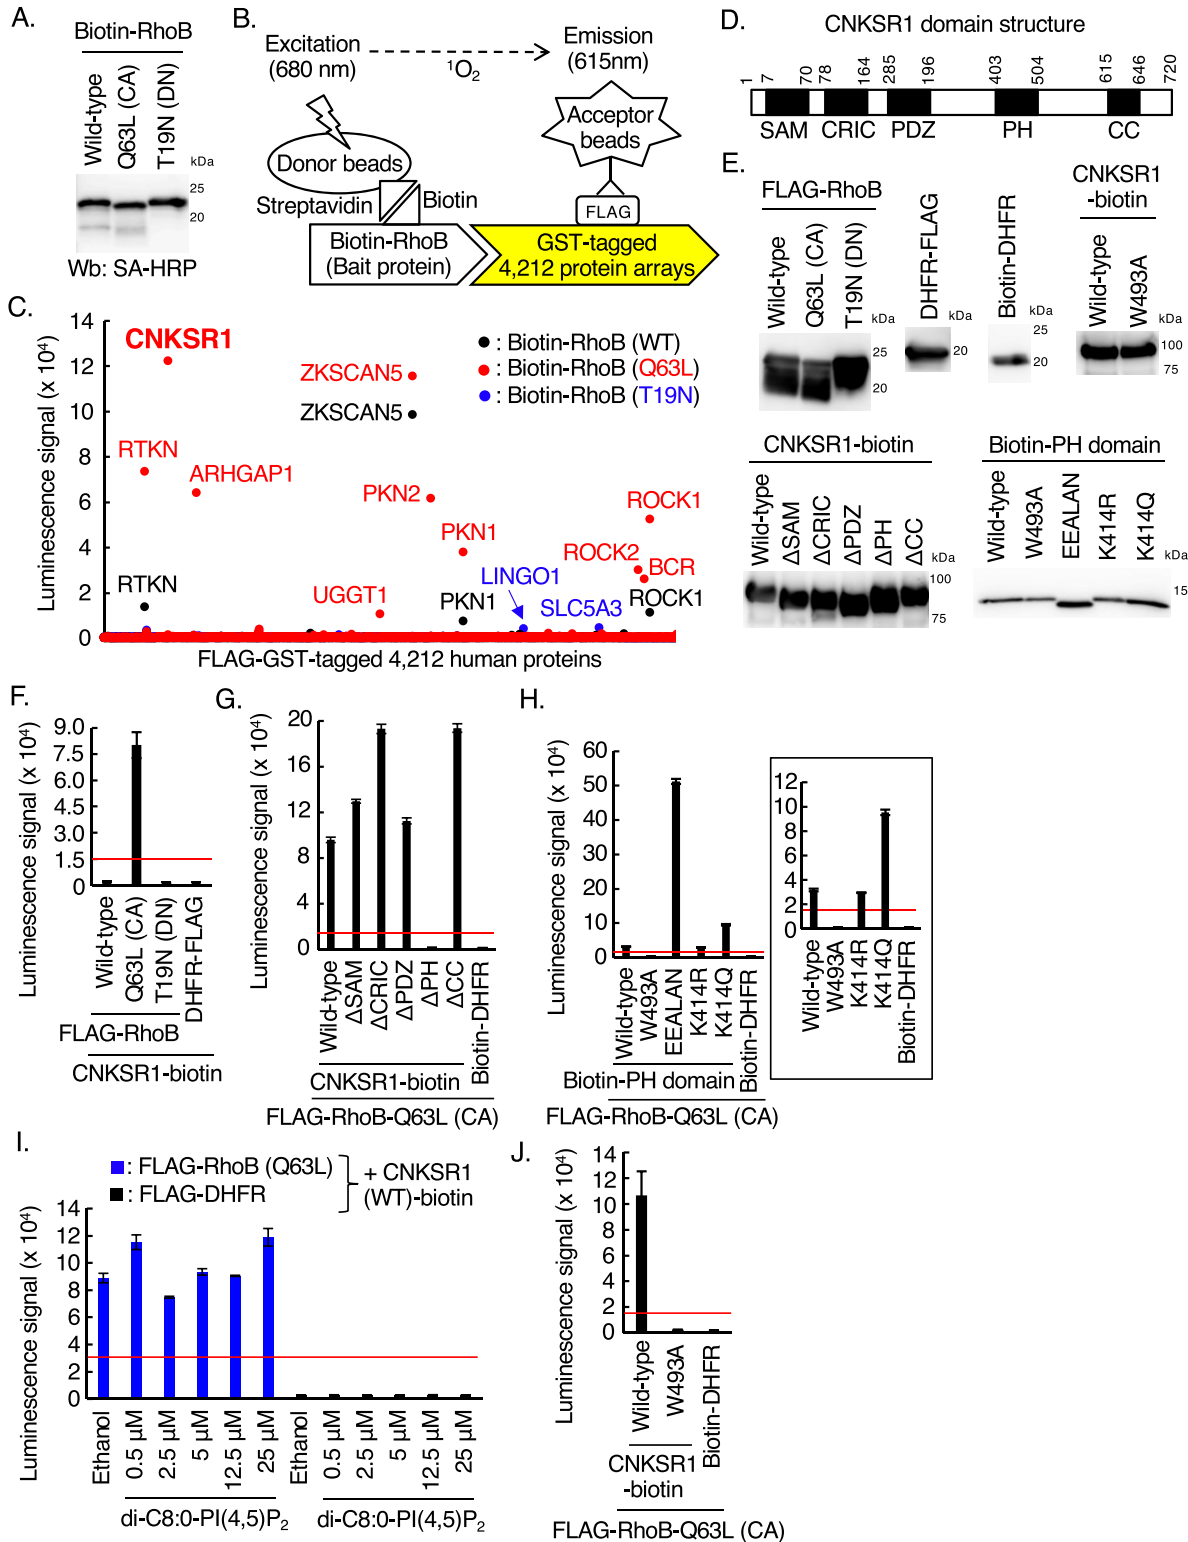 A.
Biotin-RhoB
Wild-type
Q63L (CA)
T19N (DN)
kDa
25
20
Wb: SA-HRP
B.
Excitation
(680 nm)
¹O₂
Emission
(615nm)
Donor beads
Acceptor
beads
Streptavidin
Biotin
FLAG
Biotin-RhoB
(Bait protein)
GST-tagged
4,212 protein arrays
C.
Luminescence signal (x 10⁴)
14
12
10
8
6
4
2
0
CNKSR1
ZKSCAN5
ZKSCAN5
RTKN
ARHGAP1
PKN2
PKN1
ROCK1
ROCK2
BCR
LINGO1
RTKN
UGGT1
PKN1
SLC5A3
ROCK1
: Biotin-RhoB (WT)
: Biotin-RhoB (Q63L)
: Biotin-RhoB (T19N)
FLAG-GST-tagged 4,212 human proteins
D.
CNKSR1 domain structure
1
7
70
78
164
285
196
403
504
615
646
720
SAM
CRIC
PDZ
PH
CC
E.
FLAG-RhoB
Wild-type
Q63L (CA)
T19N (DN)
kDa
25
20
DHFR-FLAG
kDa
20
Biotin-DHFR
kDa
25
20
CNKSR1
-biotin
Wild-type
W493A
kDa
100
75
CNKSR1-biotin
Wild-type
ΔSAM
ΔCRIC
ΔPDZ
ΔPH
ΔCC
kDa
100
75
Biotin-PH domain
Wild-type
W493A
EEALAN
K414R
K414Q
kDa
15
F.
Luminescence signal (x 10⁴)
9.0
7.5
6.0
4.5
3.0
1.5
0
Wild-type
Q63L (CA)
T19N (DN)
DHFR-FLAG
FLAG-RhoB
CNKSR1-biotin
G.
Luminescence signal (x 10⁴)
20
16
12
8
4
0
Wild-type
ΔSAM
ΔCRIC
ΔPDZ
ΔPH
ΔCC
Biotin-DHFR
CNKSR1-biotin
FLAG-RhoB-Q63L (CA)
H.
Luminescence signal (x 10⁴)
60
50
40
30
20
10
0
Wild-type
W493A
EEALAN
K414R
K414Q
Biotin-DHFR
Biotin-PH domain
FLAG-RhoB-Q63L (CA)
12
10
8
6
4
2
0
Wild-type
W493A
K414R
K414Q
Biotin-DHFR
I.
: FLAG-RhoB (Q63L)
: FLAG-DHFR
+ CNKSR1
(WT)-biotin
Luminescence signal (x 10⁴)
14
12
10
8
6
4
2
0
Ethanol
0.5 μM
2.5 μM
5 μM
12.5 μM
25 μM
Ethanol
0.5 μM
2.5 μM
5 μM
12.5 μM
25 μM
di-C8:0-PI(4,5)P₂
di-C8:0-PI(4,5)P₂
J.
Luminescence signal (x 10⁴)
14
12
10
8
6
4
2
0
Wild-type
W493A
Biotin-DHFR
CNKSR1
-biotin
FLAG-RhoB-Q63L (CA)